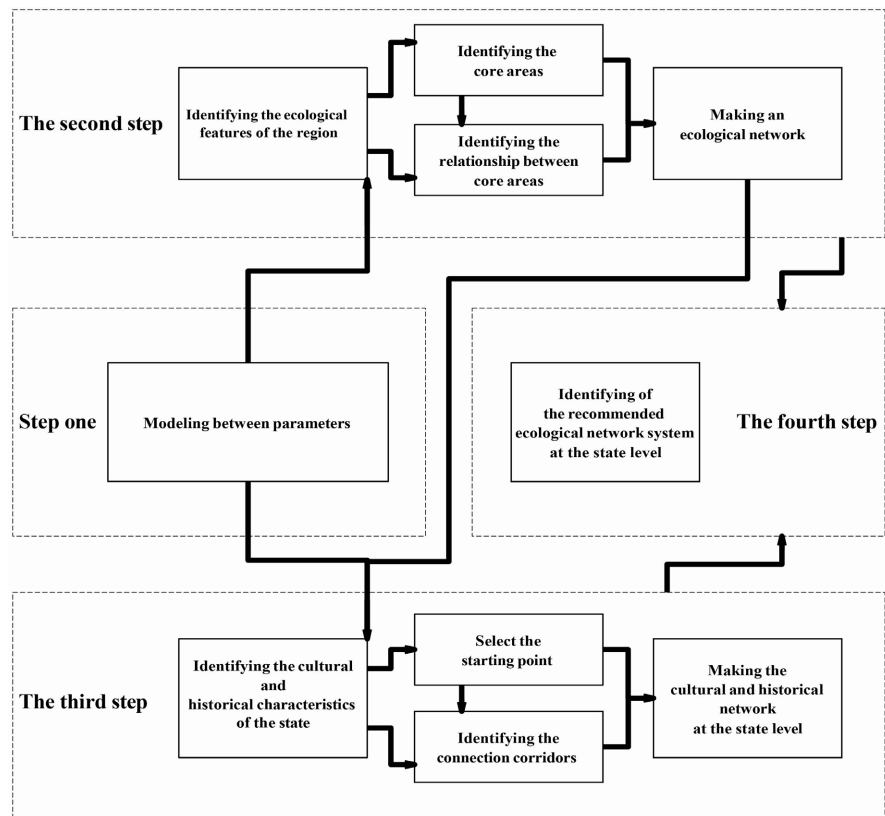 The second step
Identifying the ecological
features of the region
Identifying the
core areas
Identifying the
relationship between
core areas
Making an
ecological network
Step one
Modeling between parameters
Identifying of
the recommended
ecological network system
at the state level
The fourth step
The third step
Identifying the cultural
and
historical characteristics
of the state
Select the
starting point
Identifying the
connection corridors
Making the
cultural and historical
network
at the state level